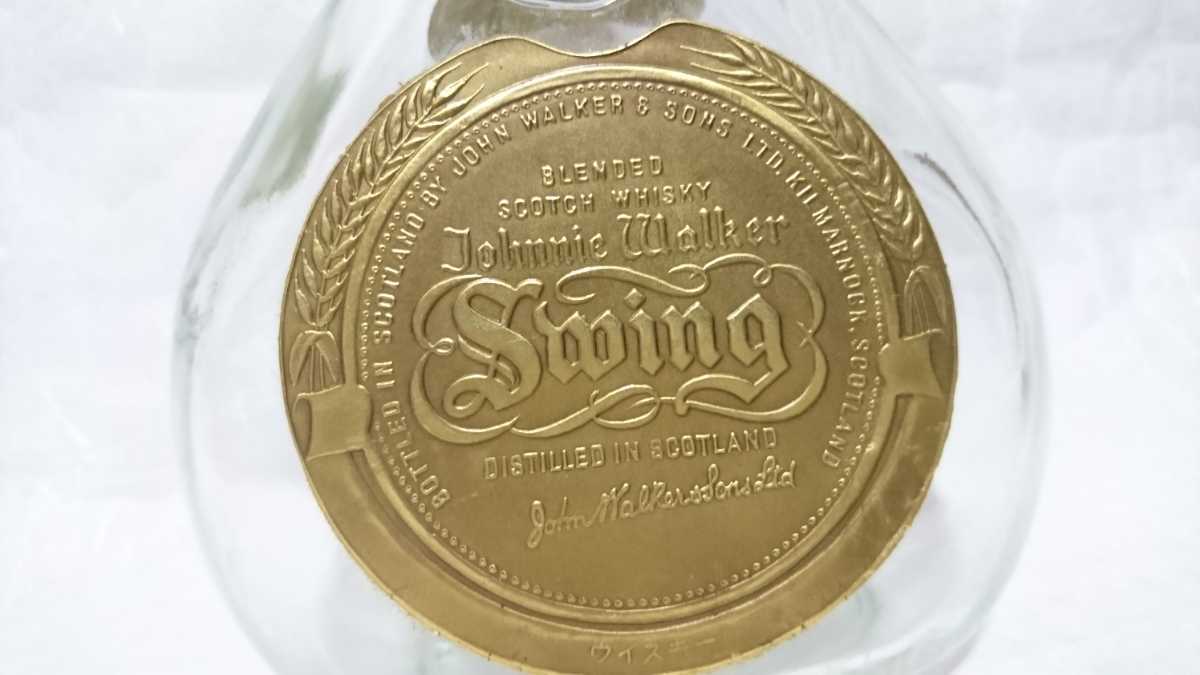 BOTTLED IN SCOTLAND BY JOHN WALKER & SONS LTD. KILMARNOCK, SCOTLAND
BLENDED
SCOTCH WHISKY
Johnnie Walker
Swing
DISTILLED IN SCOTLAND
John Walker & Sons Ltd
ウイスキー